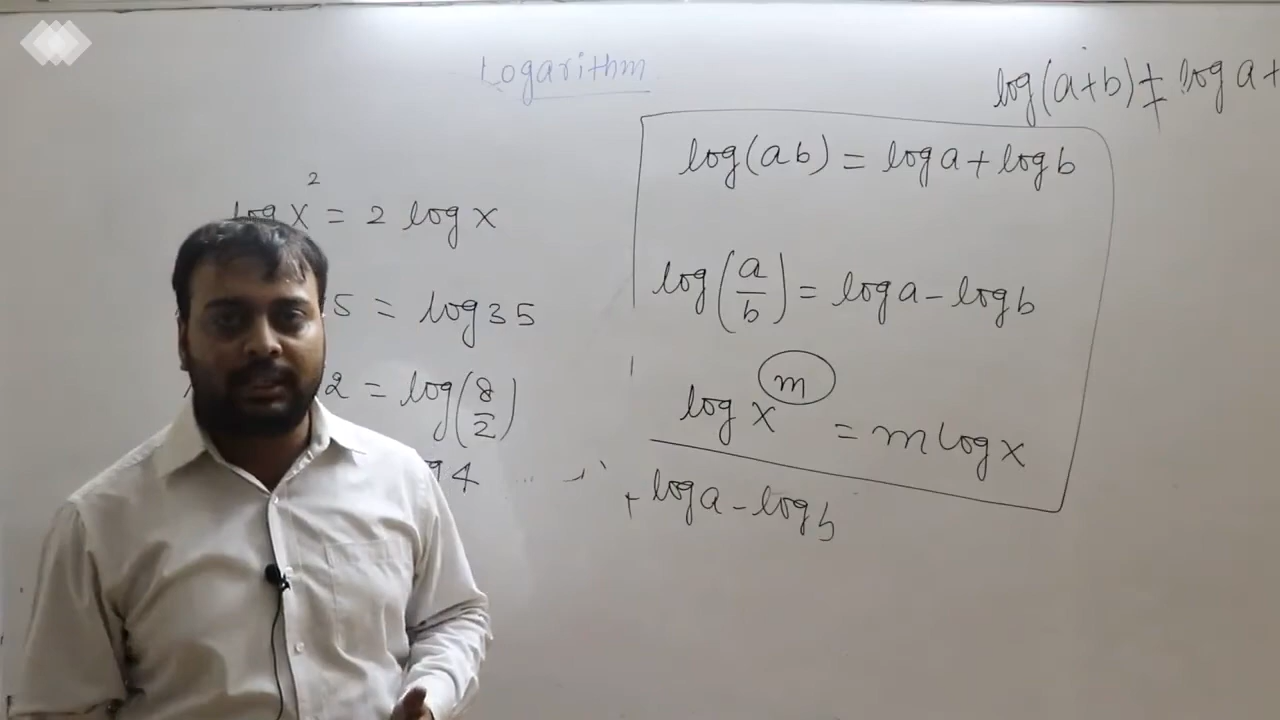 Logarithm
log(a+b) ≠ log a +
log(ab) = log a + log b
log x² = 2 log x
log(a/b) = log a - log b
5 = log 35
2 = log(8/2)
log x^m = m log x
4
+ log a - log b